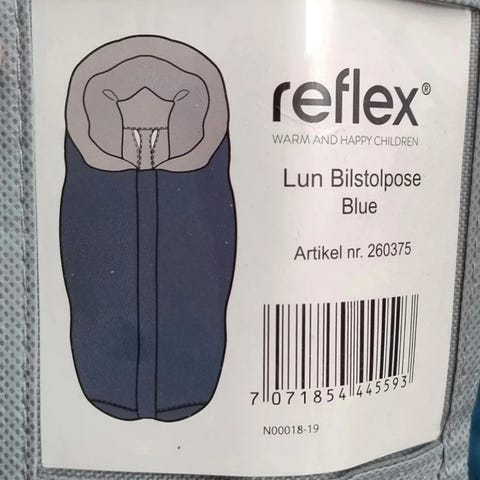 reflex®
WARM AND HAPPY CHILDREN
Lun Bilstolpose
Blue
Artikel nr. 260375
7 071854 445593
N00018-19